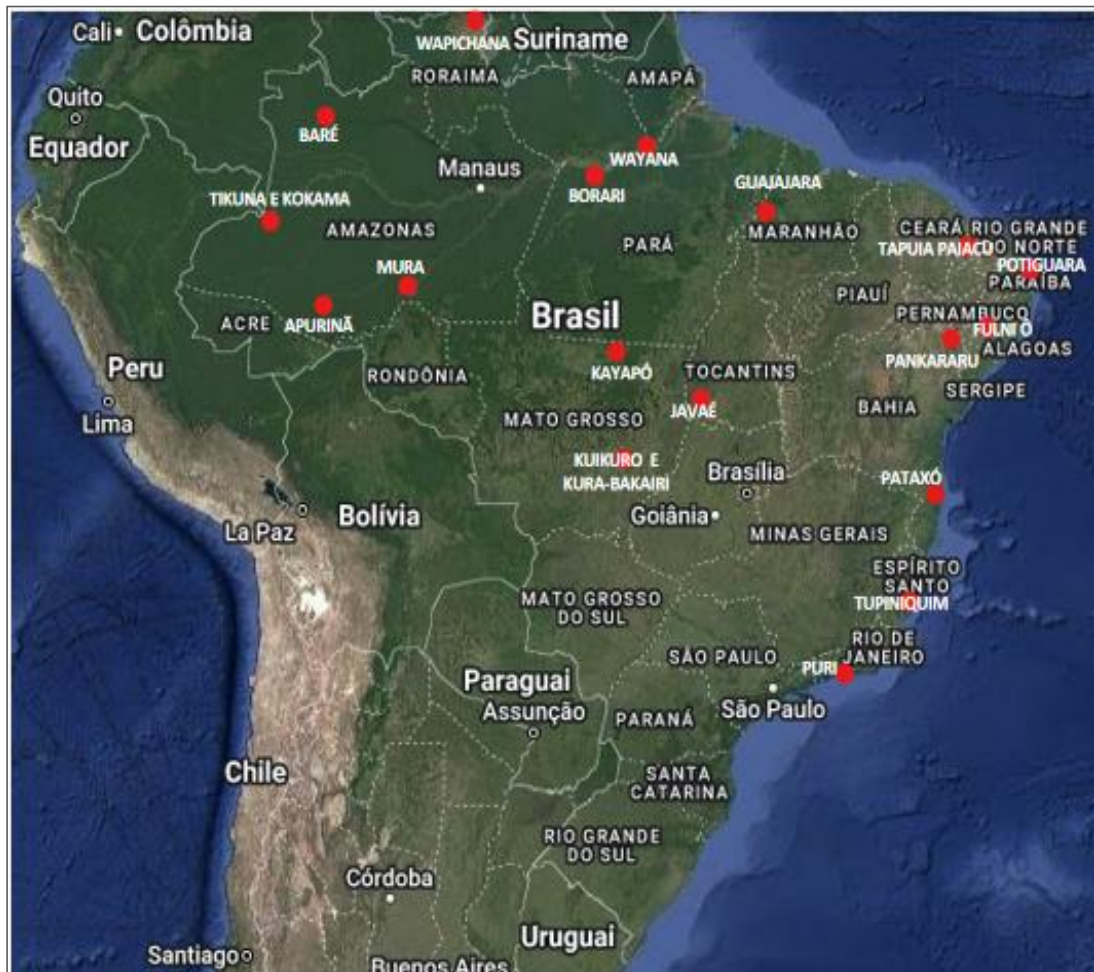 Cali
Colômbia
WAPICHANA
Suriname
RORAIMA
AMAPÁ
Quito
Equador
BARÉ
Manaus
WAYANA
BORARI
GUAJAJARA
TIKUNA E KOKAMA
AMAZONAS
MARANHÃO
CEARÁ
RIO GRANDE
DO NORTE
TAPUIA PAIACU
PARÁ
POTIGUARA
PARAÍBA
MURA
PIAUÍ
APURINÃ
ACRE
Brasil
PERNAMBUCO
FULNI Ô
ALAGOAS
PANKARARU
Peru
RONDÔNIA
KAYAPÓ
TOCANTINS
SERGIPE
Lima
JAVAÉ
BAHIA
MATO GROSSO
KUIKURO E
KURA-BAKAIRI
Brasília
PATAXÓ
La Paz
Bolívia
Goiânia
MINAS GERAIS
ESPÍRITO
SANTO
MATO GROSSO
DO SUL
TUPINIQUIM
RIO DE
JANEIRO
SÃO PAULO
PURI
Paraguai
Assunção
São Paulo
PARANÁ
Chile
SANTA
CATARINA
RIO GRANDE
DO SUL
Córdoba
Uruguai
Santiago
Buenos Aires